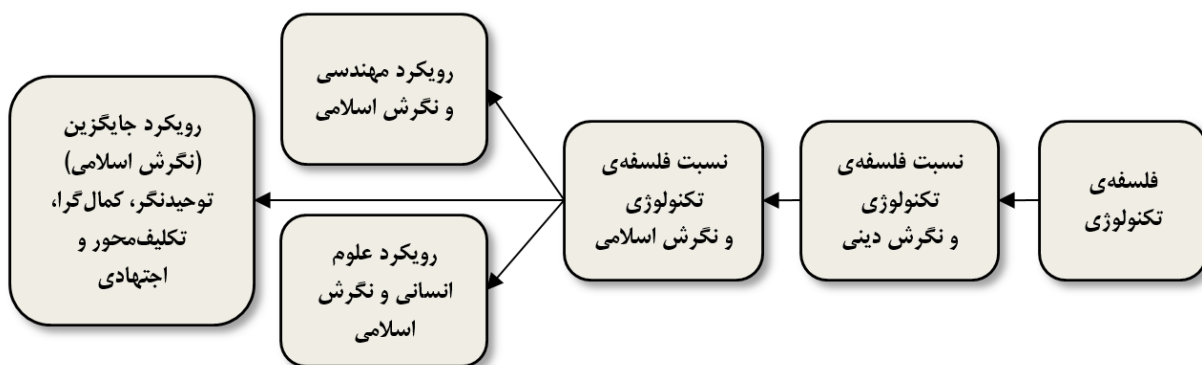 فلسفه‌ی
تکنولوژی
نسبت فلسفه‌ی
تکنولوژی
و نگرش دینی
نسبت فلسفه‌ی
تکنولوژی
و نگرش اسلامی
رویکرد مهندسی
و نگرش اسلامی
رویکرد علوم
انسانی و نگرش
اسلامی
رویکرد جایگزین
(نگرش اسلامی)
توحیدنگر، کمال‌گرا،
تکلیف‌محور و
اجتهادی